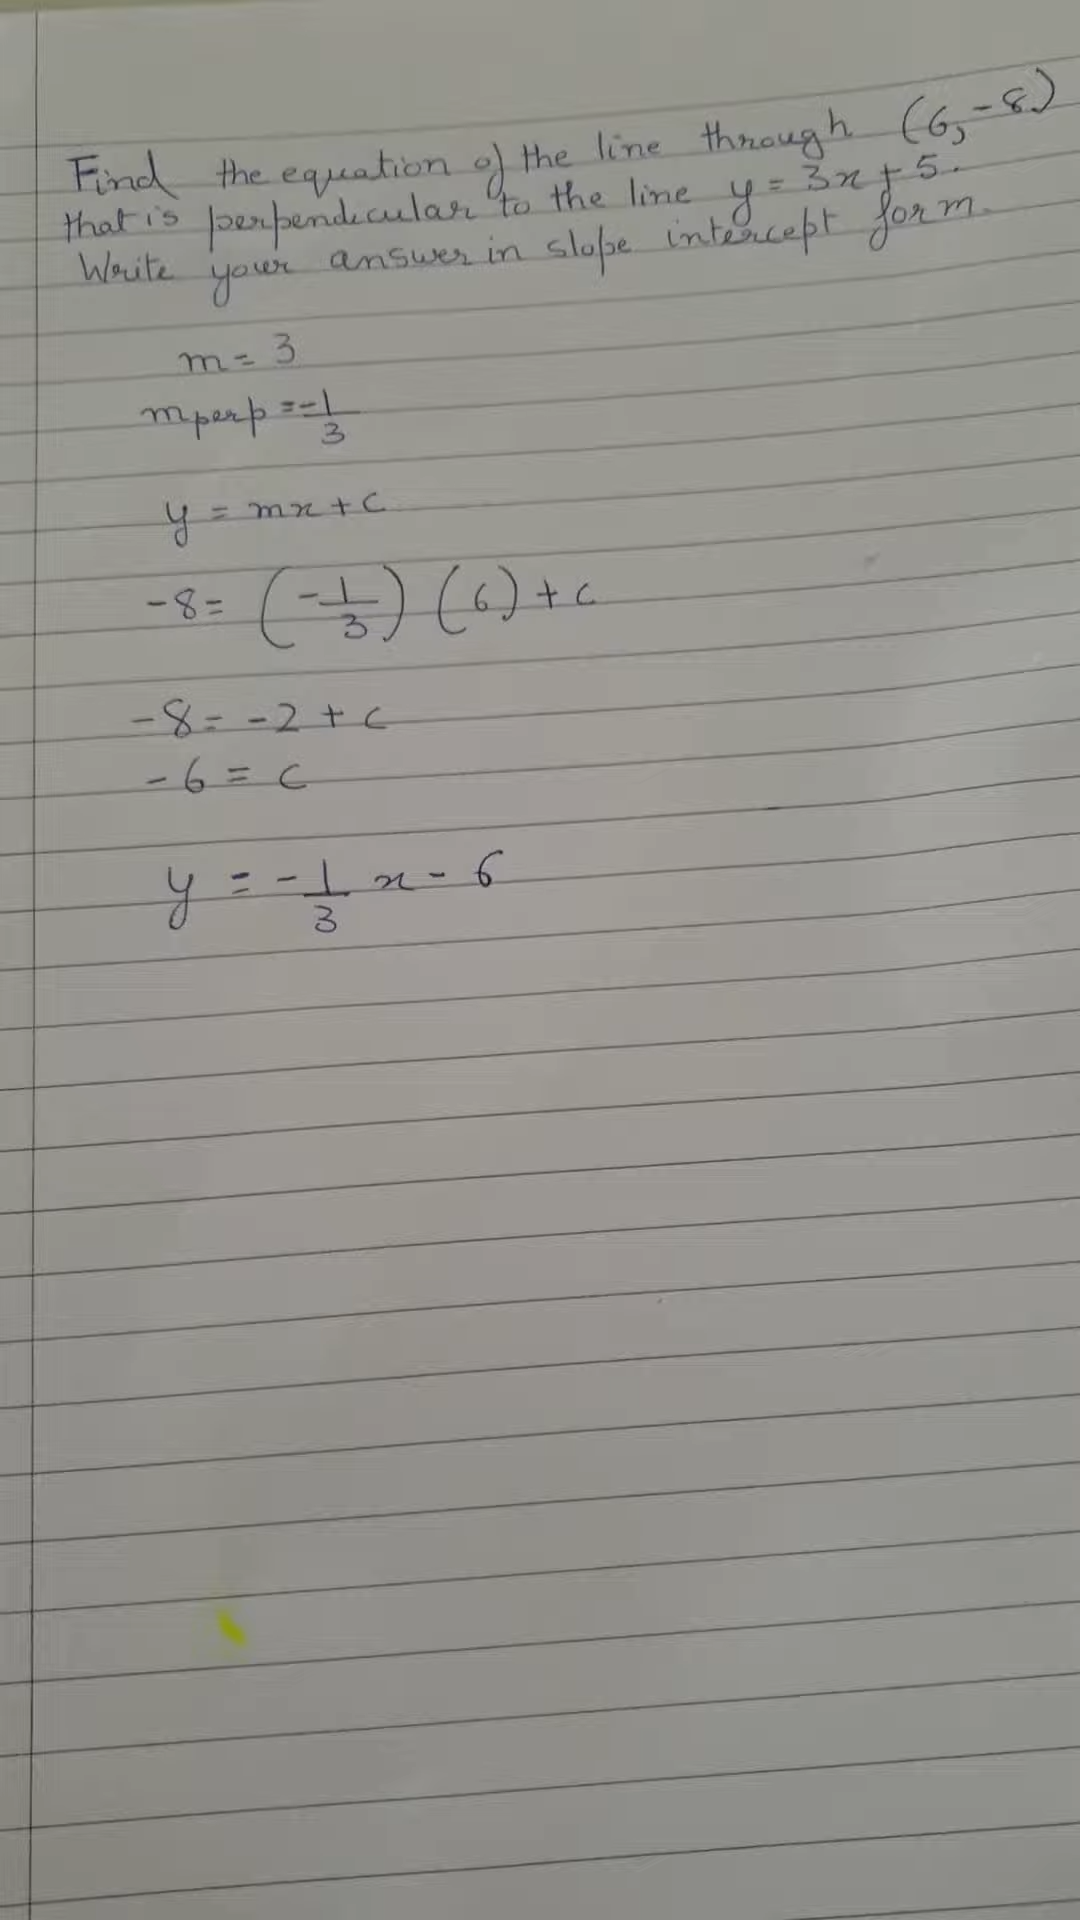 Find the equation of the line through (6, -8)
that is perpendicular to the line y = 3x + 5.
Write your answer in slope intercept form.
m = 3
mperp = -1/3
y = mx + c
-8 = (-1/3) (6) + c
-8 = -2 + c
-6 = c
y = -1/3 x - 6